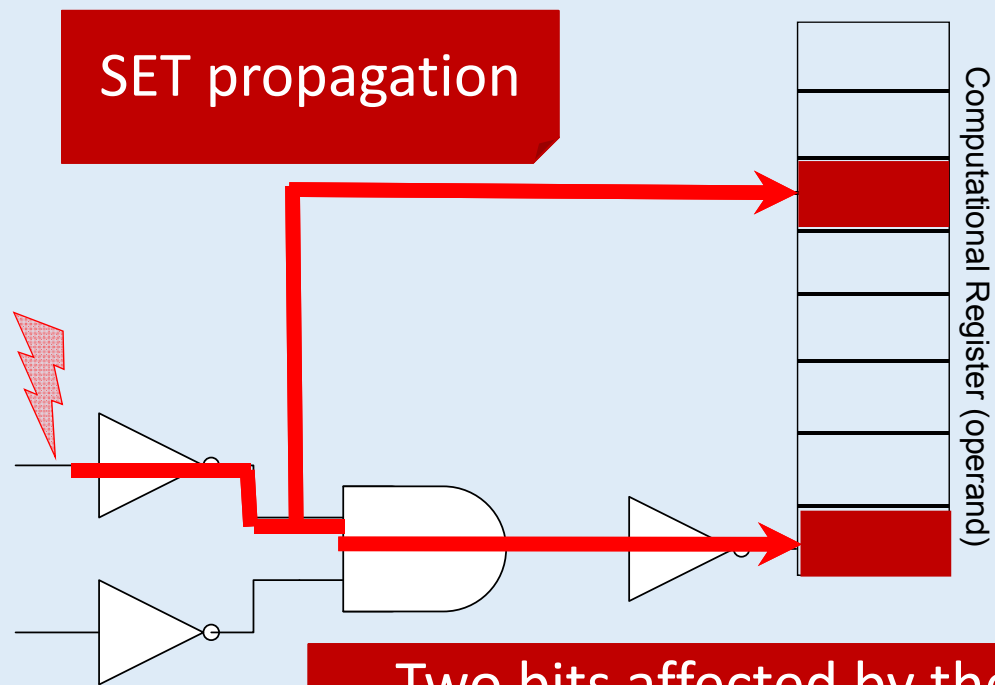 SET propagation
Computational Register (operand)
Two bits affected by the